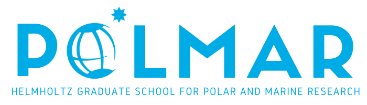 POLMAR
HELMHOLTZ GRADUATE SCHOOL FOR POLAR AND MARINE RESEARCH